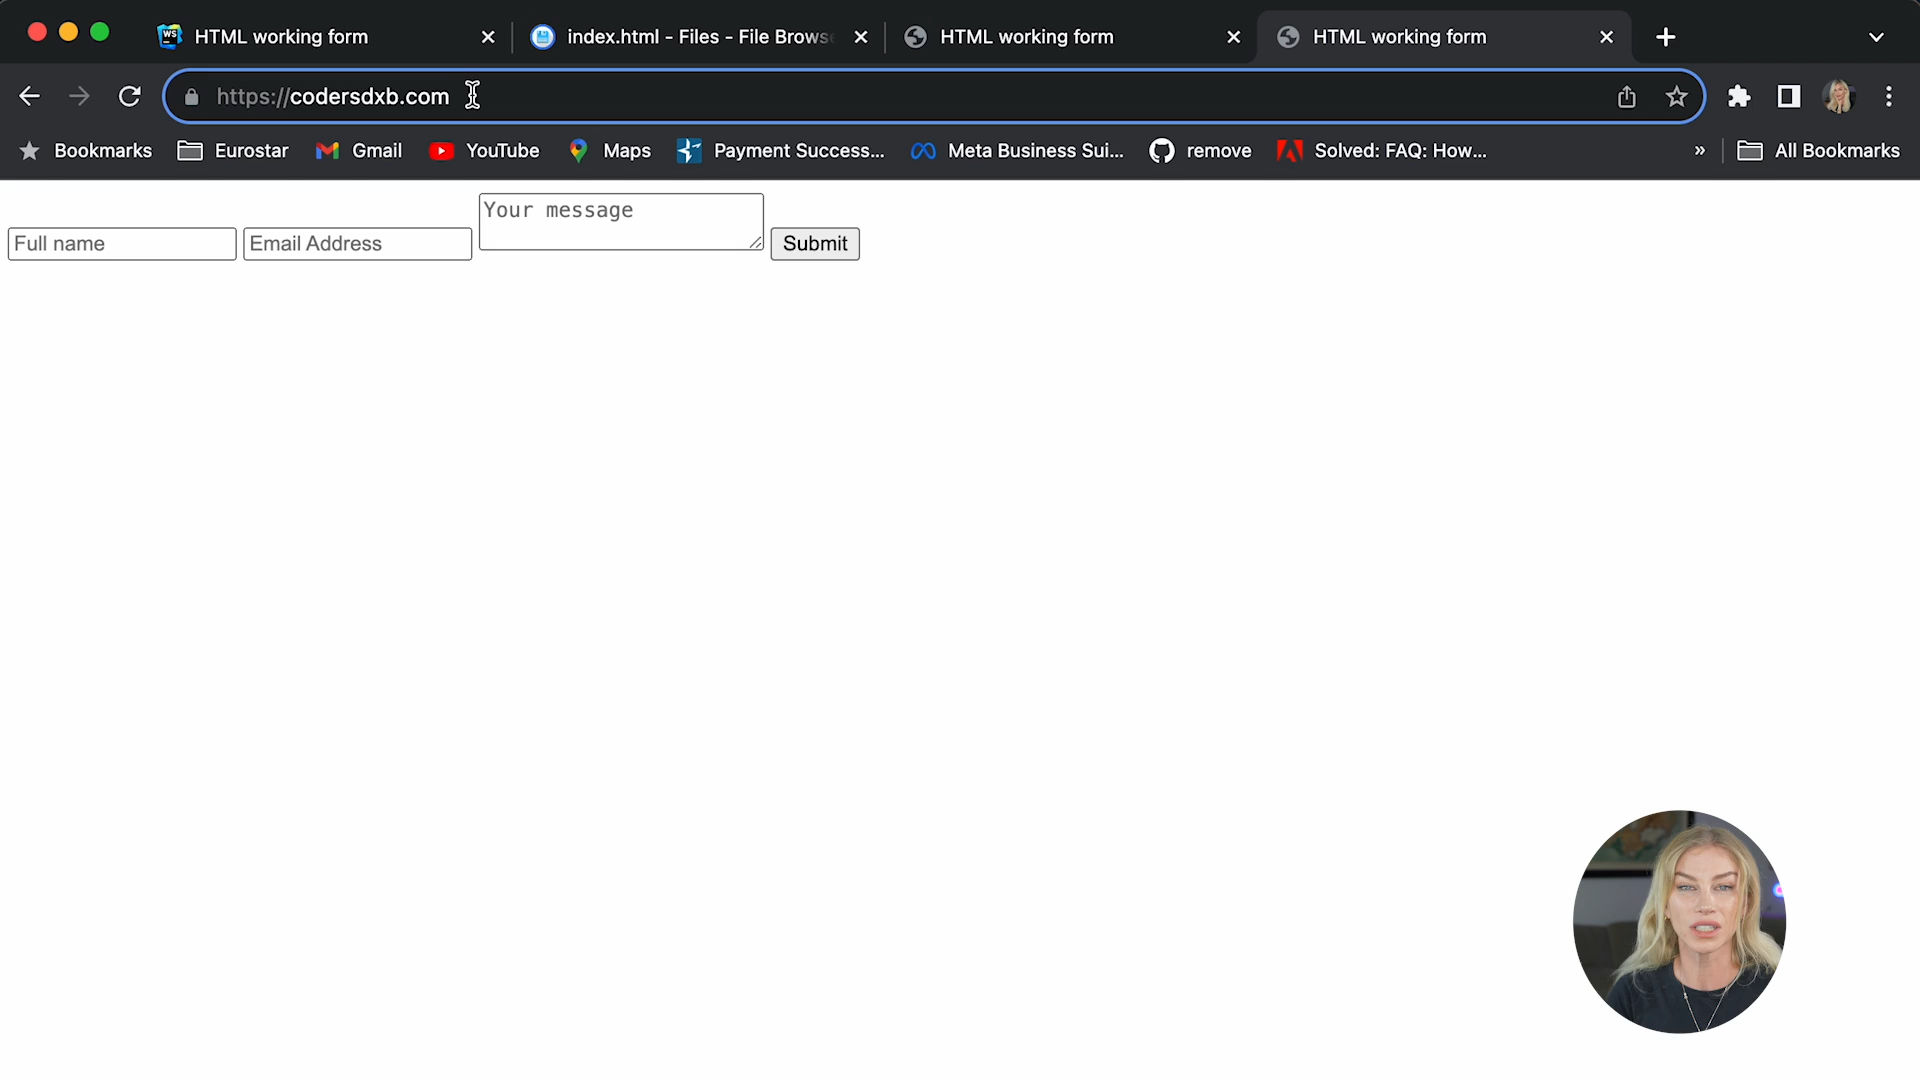 WS HTML working form
index.html - Files - File Browse
HTML working form
HTML working form
https://codersdxb.com
Bookmarks
Eurostar
Gmail
YouTube
Maps
Payment Success...
Meta Business Sui...
remove
Solved: FAQ: How...
»
All Bookmarks
Your message
Full name
Email Address
Submit